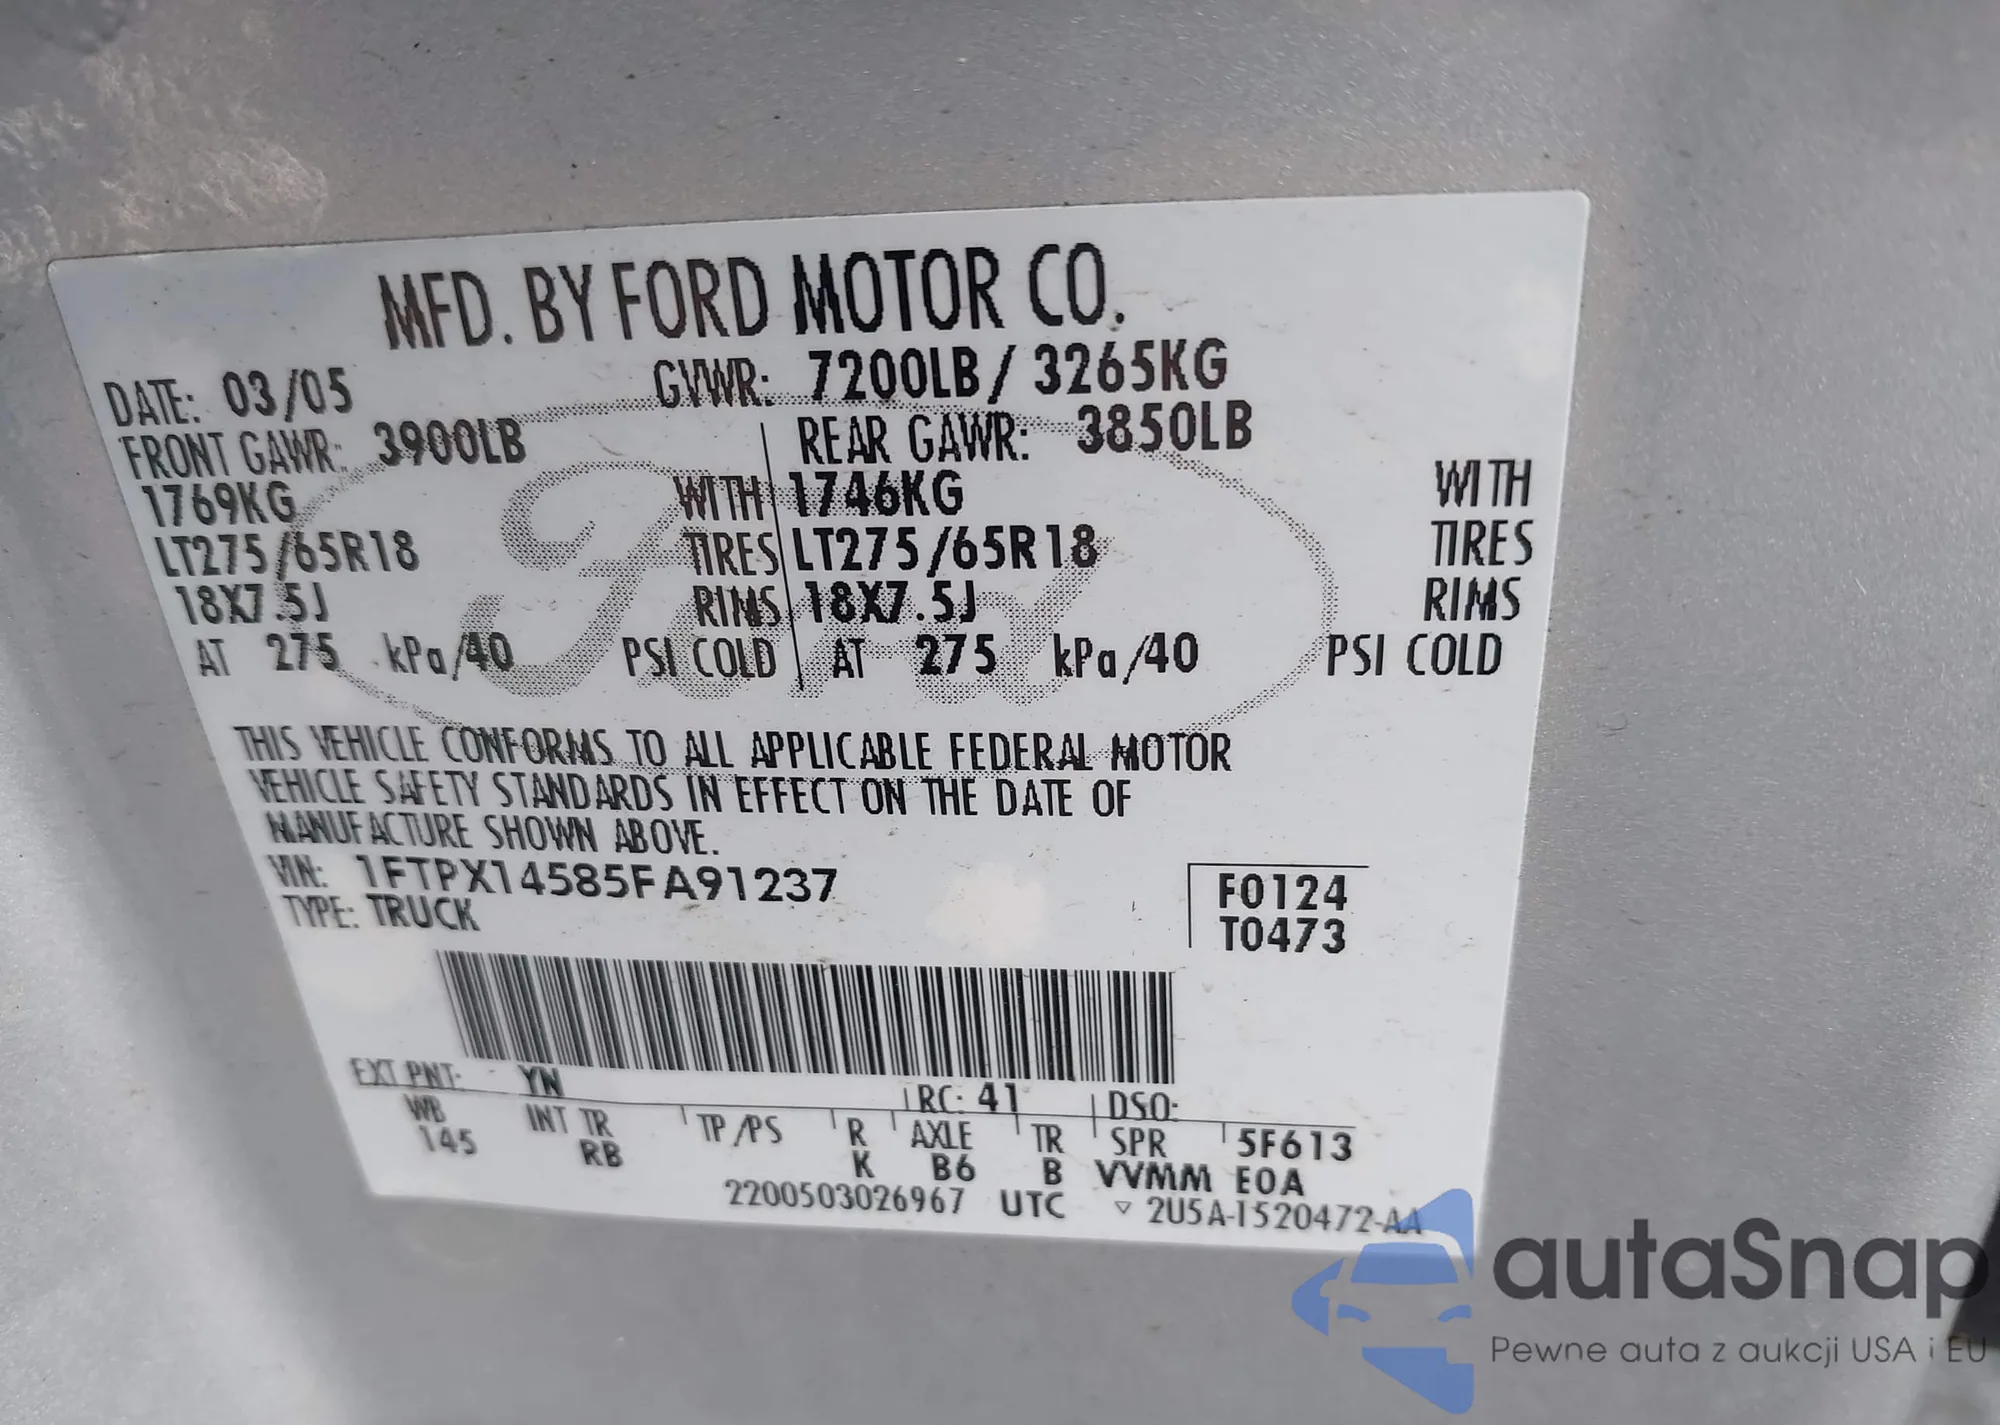 MFD. BY FORD MOTOR CO.
DATE: 03/05 GVWR: 7200LB / 3265KG
FRONT GAWR: 3900LB REAR GAWR: 3850LB
1769KG WITH 1746KG WITH
LT275/65R18 TIRES LT275/65R18 TIRES
18X7.5J RIMS 18X7.5J RIMS
AT 275 kPa/40 PSI COLD AT 275 kPa/40 PSI COLD
Ford
THIS VEHICLE CONFORMS TO ALL APPLICABLE FEDERAL MOTOR
VEHICLE SAFETY STANDARDS IN EFFECT ON THE DATE OF
MANUFACTURE SHOWN ABOVE.
VIN: 1FTPX14585FA91237
TYPE: TRUCK
F0124
T0473
EXT PNT: YN RC: 41 DSO:
WB INT TR TP/PS R AXLE TR SPR 5F613
145 RB K B6 B VVMM E0A
2200503026967 UTC ▽ 2U5A-1520472-AA
autaSnap
Pewne auta z aukcji USA i EU